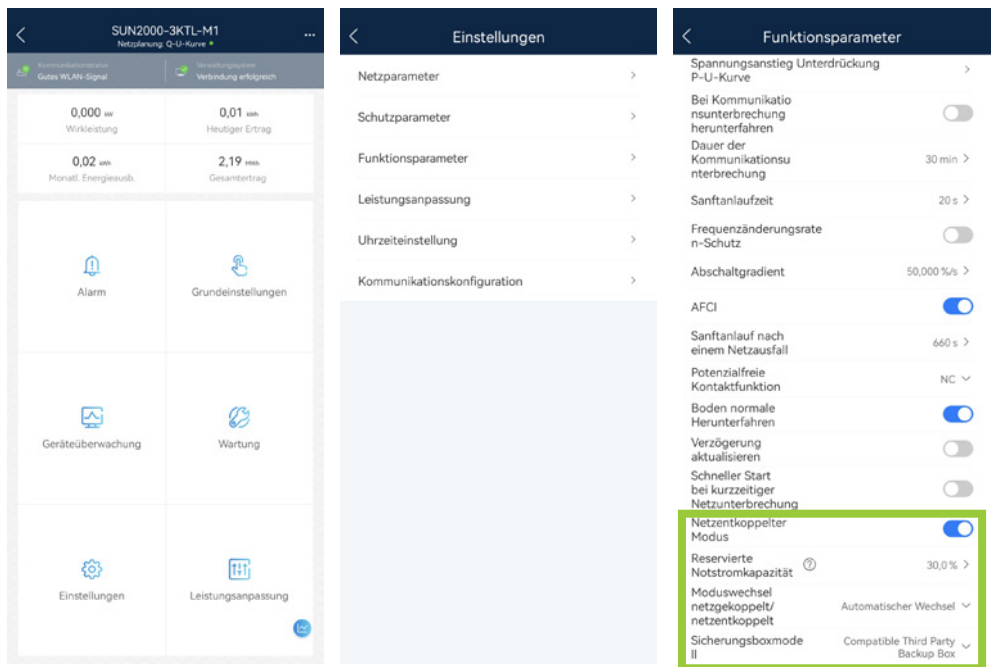 SUN2000-3KTL-M1
Netzplanung: Q-U-Kurve
Kommunikationsstatus
Gutes WLAN-Signal
Verwaltungssystem
Verbindung erfolgreich
0,000 kW
Wirkleistung
0,01 kWh
Heutiger Ertrag
0,02 kWh
Monatl. Energieausb.
2,19 MWh
Gesamtertrag
Alarm
Grundeinstellungen
Geräteüberwachung
Wartung
Einstellungen
Leistungsanpassung
Einstellungen
Netzparameter
Schutzparameter
Funktionsparameter
Leistungsanpassung
Uhrzeiteinstellung
Kommunikationskonfiguration
Funktionsparameter
Spannungsanstieg Unterdrückung
P-U-Kurve
Bei Kommunikatio
nsunterbrechung
herunterfahren
Dauer der
Kommunikationsu
nterbrechung
30 min
Sanftanlaufzeit
20 s
Frequenzänderungsrate
n-Schutz
Abschaltgradient
50,000 %/s
AFCI
Sanftanlauf nach
einem Netzausfall
660 s
Potenzialfreie
Kontaktfunktion
NC
Boden normale
Herunterfahren
Verzögerung
aktualisieren
Schneller Start
bei kurzzeitiger
Netzunterbrechung
Netzentkoppelter
Modus
Reservierte
Notstromkapazität
?
30,0 %
Moduswechsel
netzgekoppelt/
netzentkoppelt
Automatischer Wechsel
Sicherungsboxmode
ll
Compatible Third Party
Backup Box